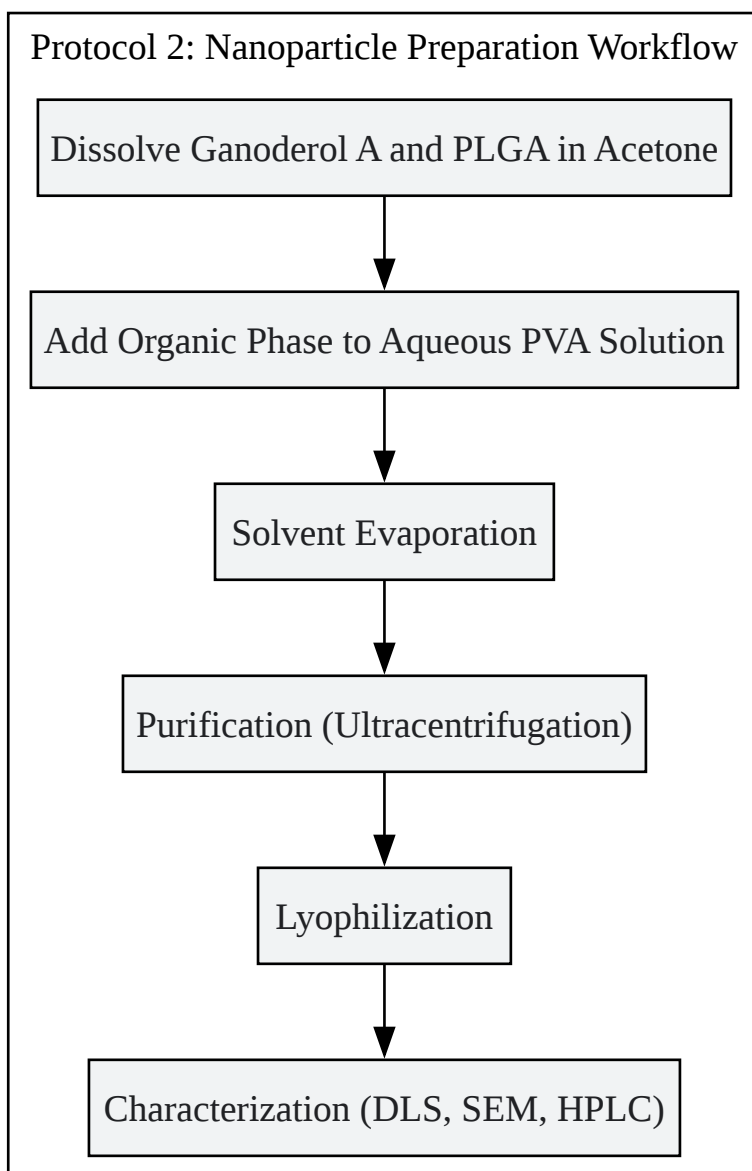 Protocol 2: Nanoparticle Preparation Workflow
Dissolve Ganoderol A and PLGA in Acetone
Add Organic Phase to Aqueous PVA Solution
Solvent Evaporation
Purification (Ultracentrifugation)
Lyophilization
Characterization (DLS, SEM, HPLC)